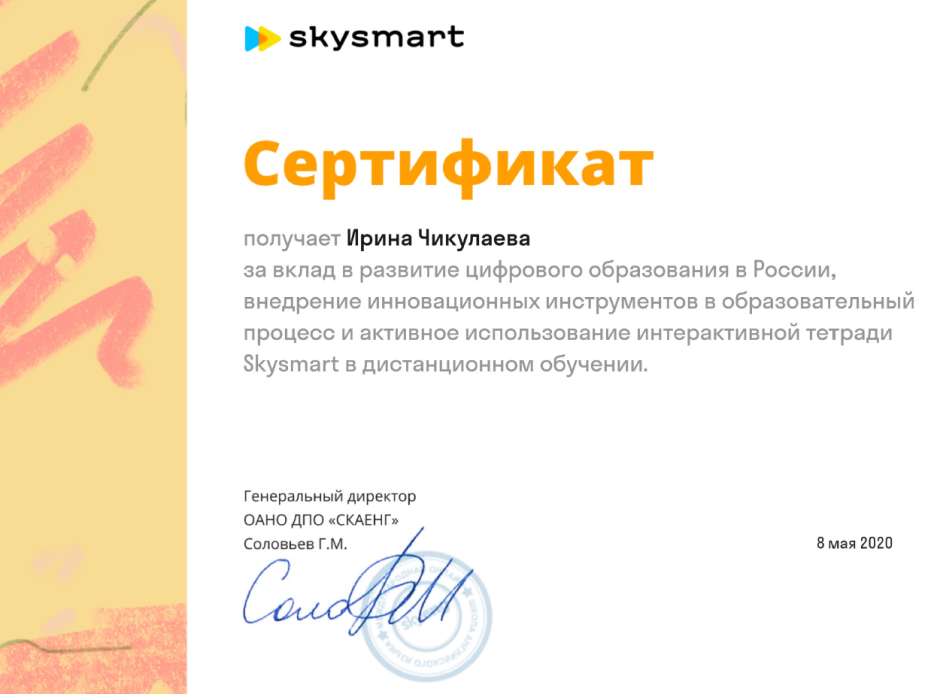 skysmart
Сертификат
получает Ирина Чикулаева
за вклад в развитие цифрового образования в России,
внедрение инновационных инструментов в образовательный
процесс и активное использование интерактивной тетради
Skysmart в дистанционном обучении.
Генеральный директор
ОАНО ДПО «СКАЕНГ»
Соловьев Г.М.
8 мая 2020